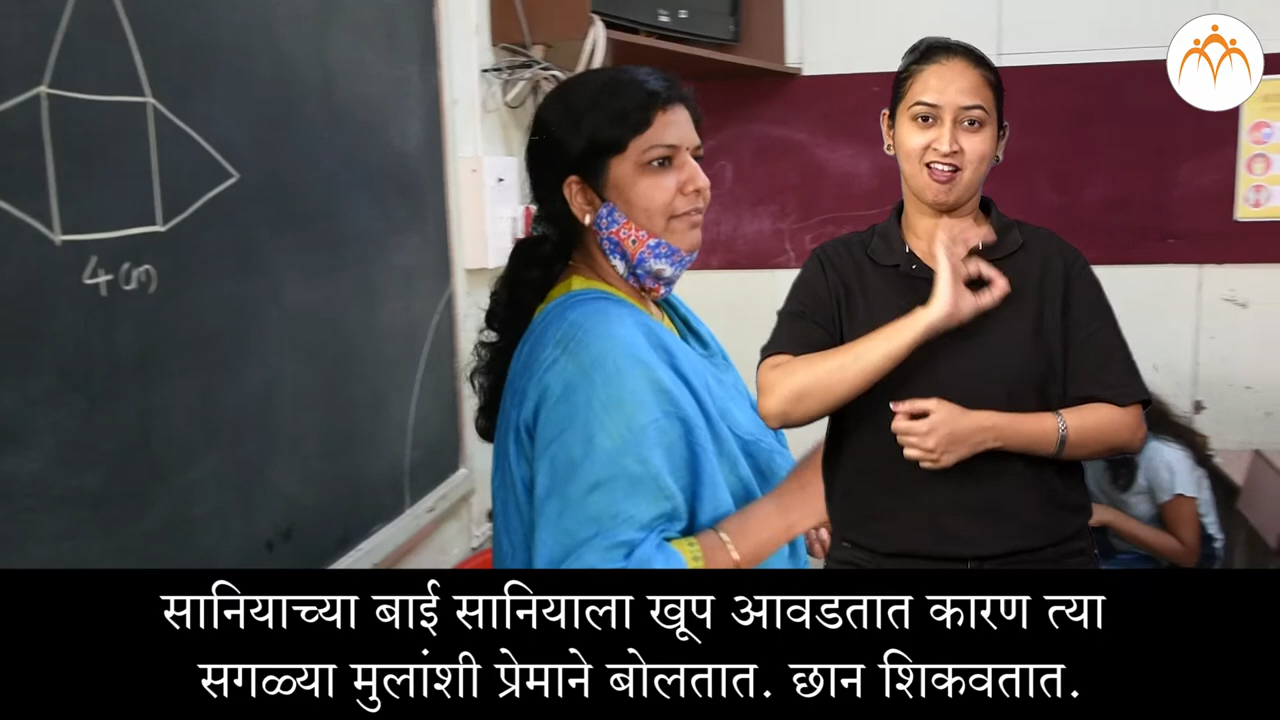 4 cm
सानियाच्या बाई सानियाला खूप आवडतात कारण त्या
सगळ्या मुलांशी प्रेमाने बोलतात. छान शिकवतात.